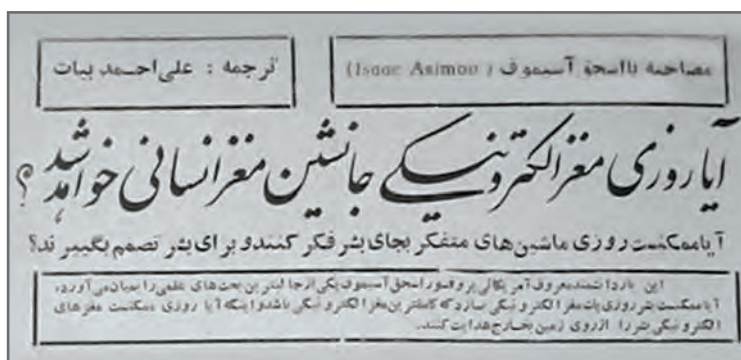 مصاحبه با اسحق آسیموف (Isaac Asimov)
ترجمه : علی احمد بیات
آیا روزی مغز الکترونیکی جانشین مغز انسانی خواهد شد ؟
آیا ممکنست روزی ماشین های متفکر بجای بشر فکر کنند و برای بشر تصمیم بگیرند؟
این بار دانشمند معروف آمریکائی پروفسور اسحق آسیموف یکی از جالبترین بحث های علمی را بمیان می آورد،
آیا ممکنست بشر روزی یک مغز الکترونیکی بسازد که کاملترین مغز الکترونیکی باشد و اینکه آیا روزی ممکنست مغزهای
الکترونیکی بشر را از روی زمین بخارج هدایت کنند.